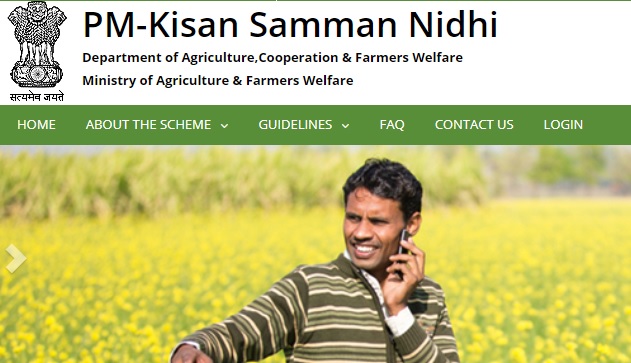 PM-Kisan Samman Nidhi
Department of Agriculture,Cooperation & Farmers Welfare
Ministry of Agriculture & Farmers Welfare
सत्यमेव जयते
HOME ABOUT THE SCHEME GUIDELINES FAQ CONTACT US LOGIN